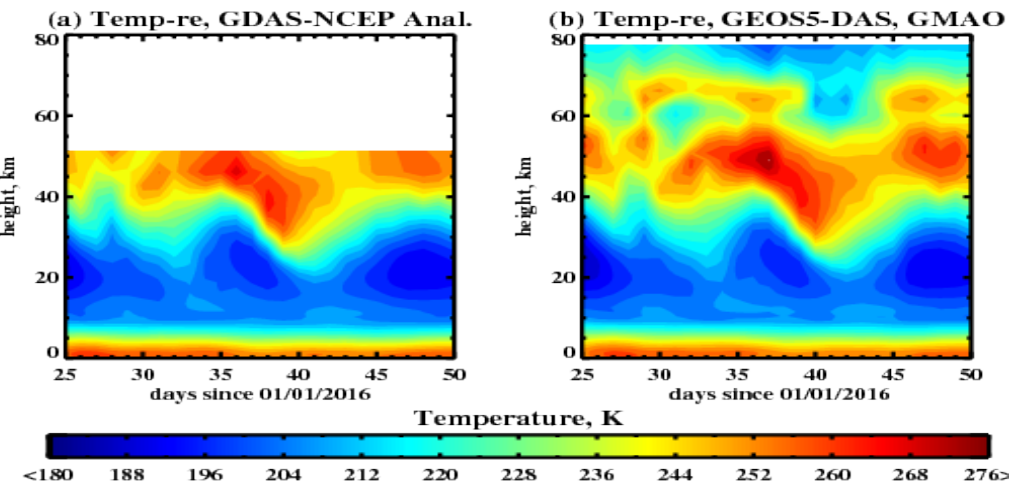 (a) Temp-re, GDAS-NCEP Anal.
(b) Temp-re, GEOS5-DAS, GMAO
80
60
40
20
0
height, km
25 30 35 40 45 50
days since 01/01/2016
80
60
40
20
0
height, km
25 30 35 40 45 50
days since 01/01/2016
Temperature, K
<180 188 196 204 212 220 228 236 244 252 260 268 276>